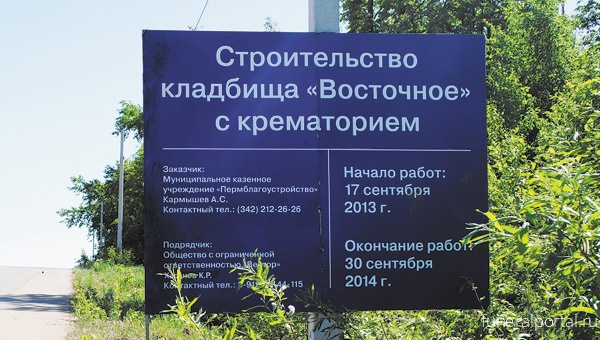 Строительство
кладбища «Восточное»
с крематорием
Заказчик:
Муниципальное казенное
учреждение «Пермблагоустройство»
Кармышев А.С.
Контактный тел.: (342) 212-26-26
Подрядчик:
Общество с ограниченной
ответственностью
К.Р.
Контактный тел.:
Начало работ:
17 сентября
2013 г.
Окончание работ:
30 сентября
2014 г.
funeralportal.ru